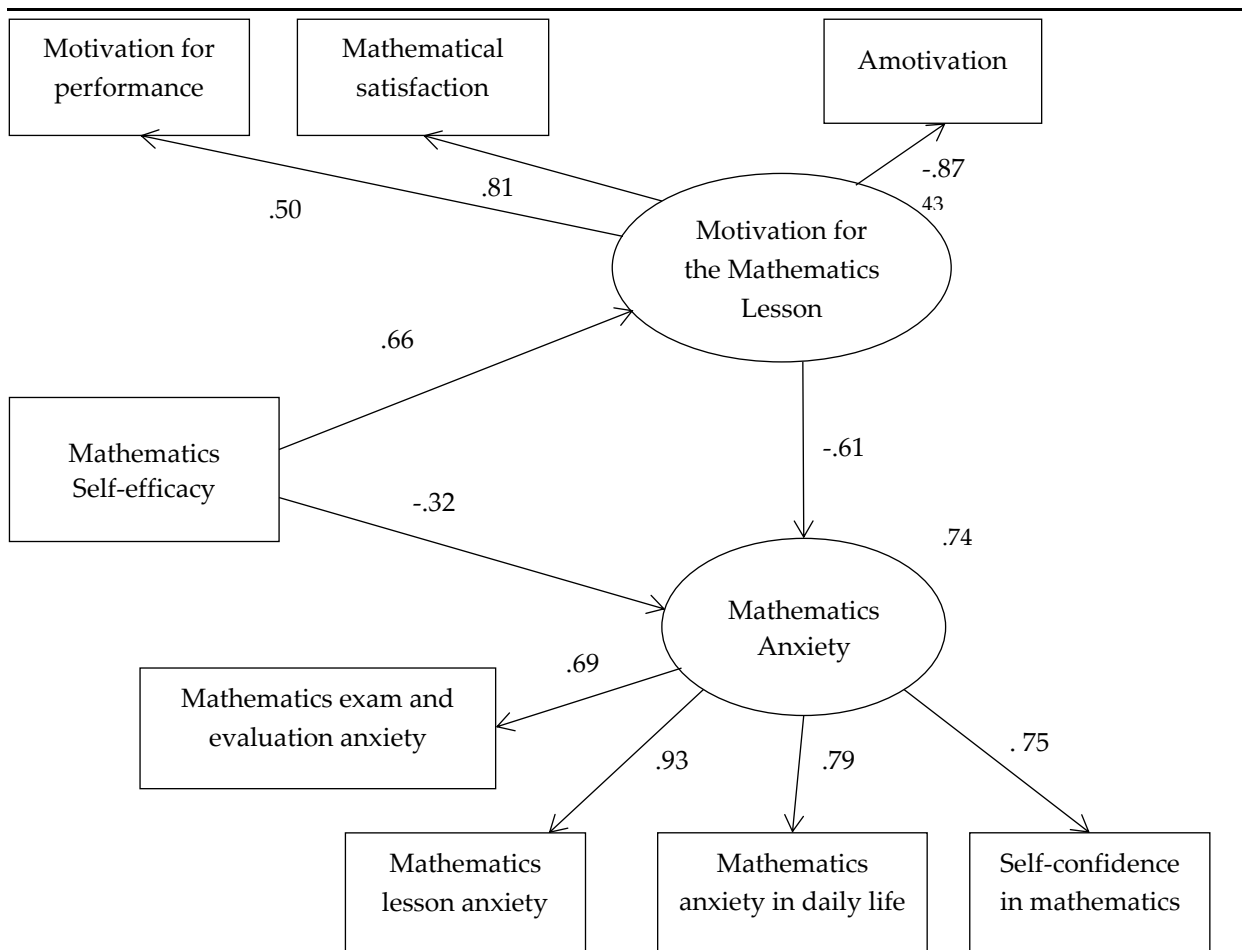 Motivation for
performance
Mathematical
satisfaction
Amotivation
-.87
.81
.50
43
Motivation for
the Mathematics
Lesson
.66
Mathematics
Self-efficacy
-.61
-.32
.74
Mathematics
Anxiety
.69
Mathematics exam and
evaluation anxiety
.93
.79
. 75
Mathematics
lesson anxiety
Mathematics
anxiety in daily life
Self-confidence
in mathematics